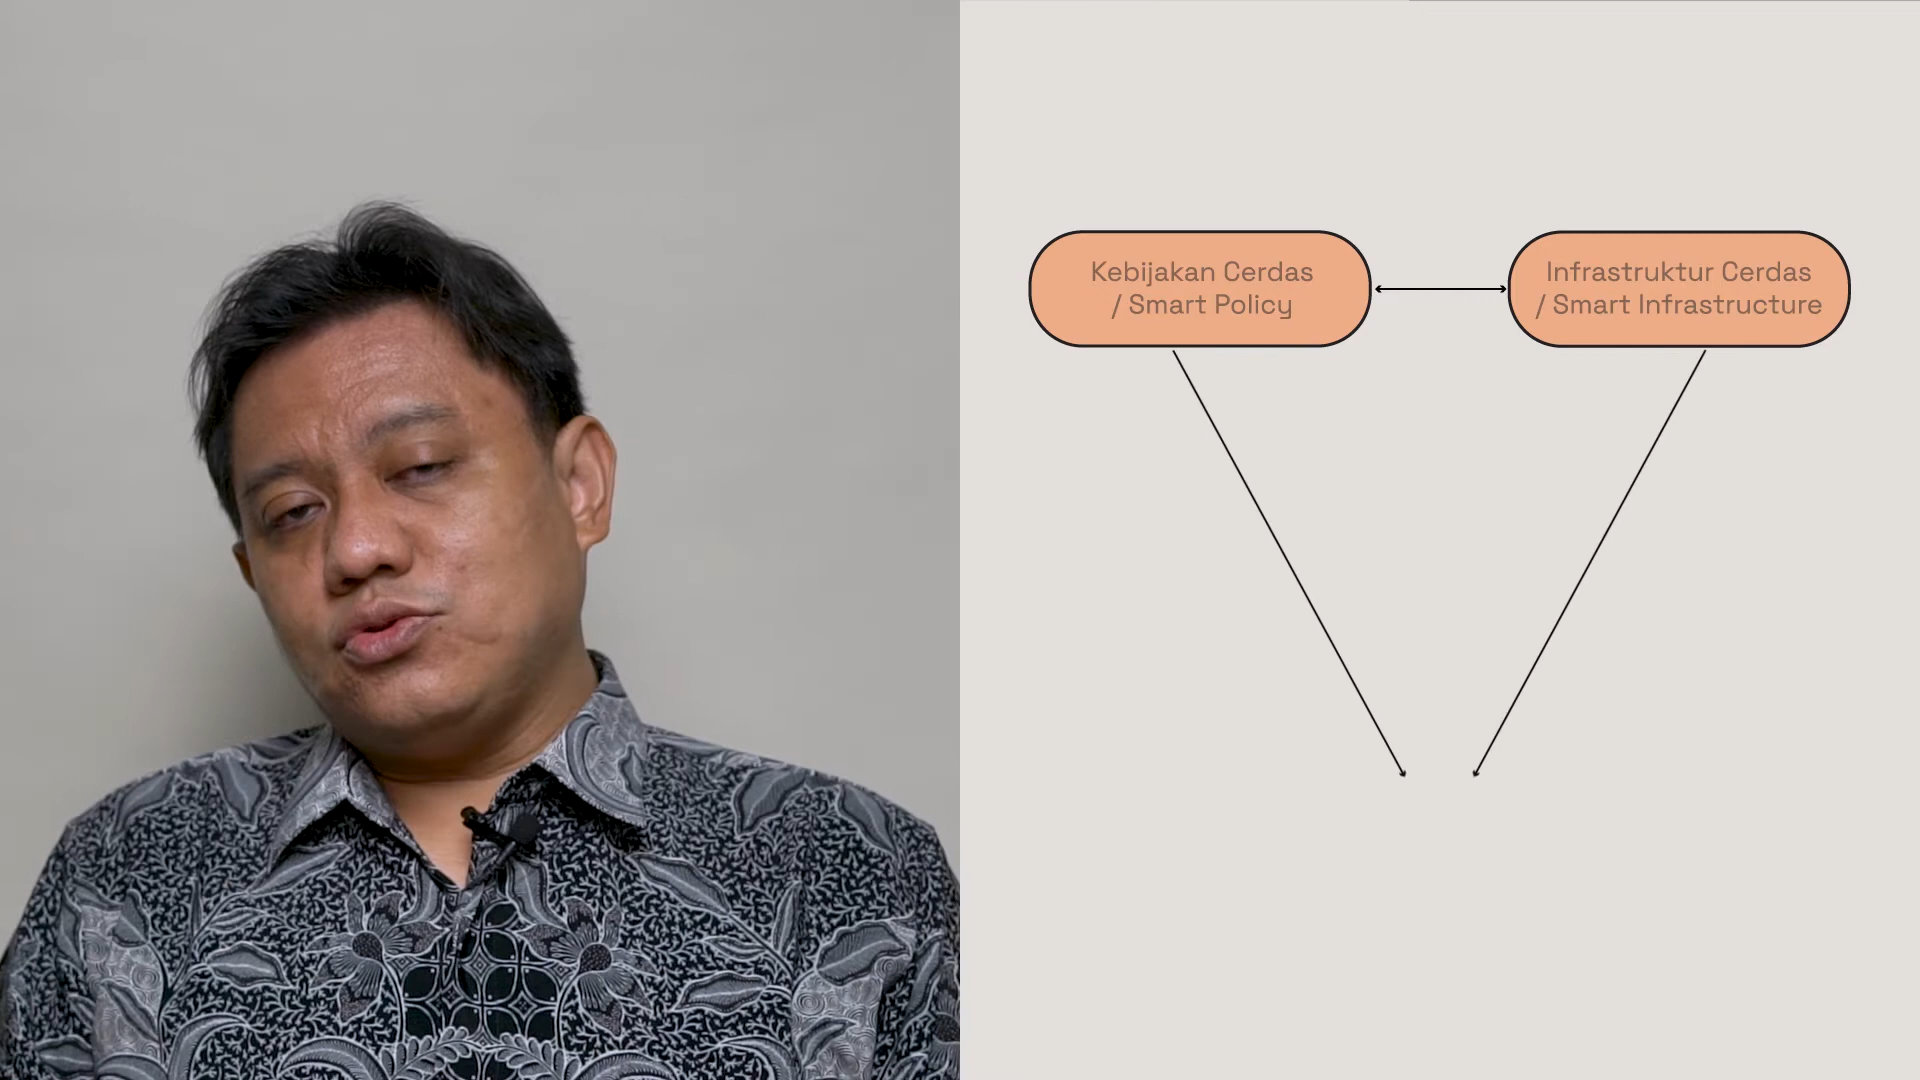 Kebijakan Cerdas
/ Smart Policy
Infrastruktur Cerdas
/ Smart Infrastructure